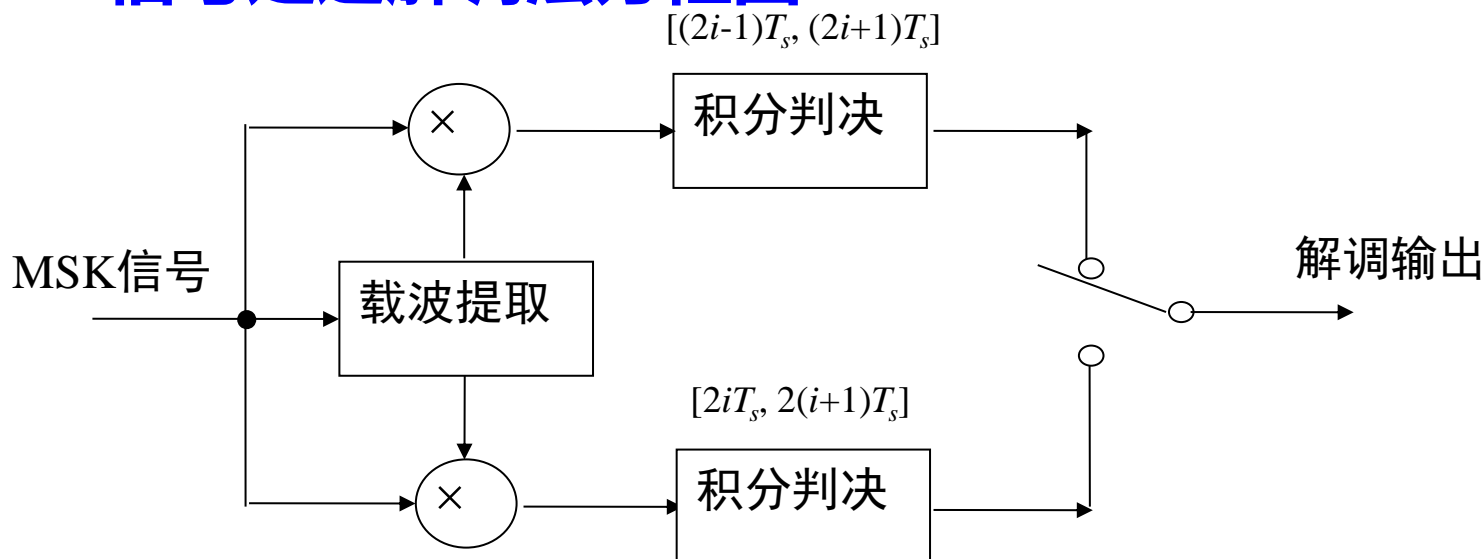 [(2i-1)Ts, (2i+1)Ts]
×
积分判决
MSK信号
载波提取
解调输出
[2iTs, 2(i+1)Ts]
×
积分判决